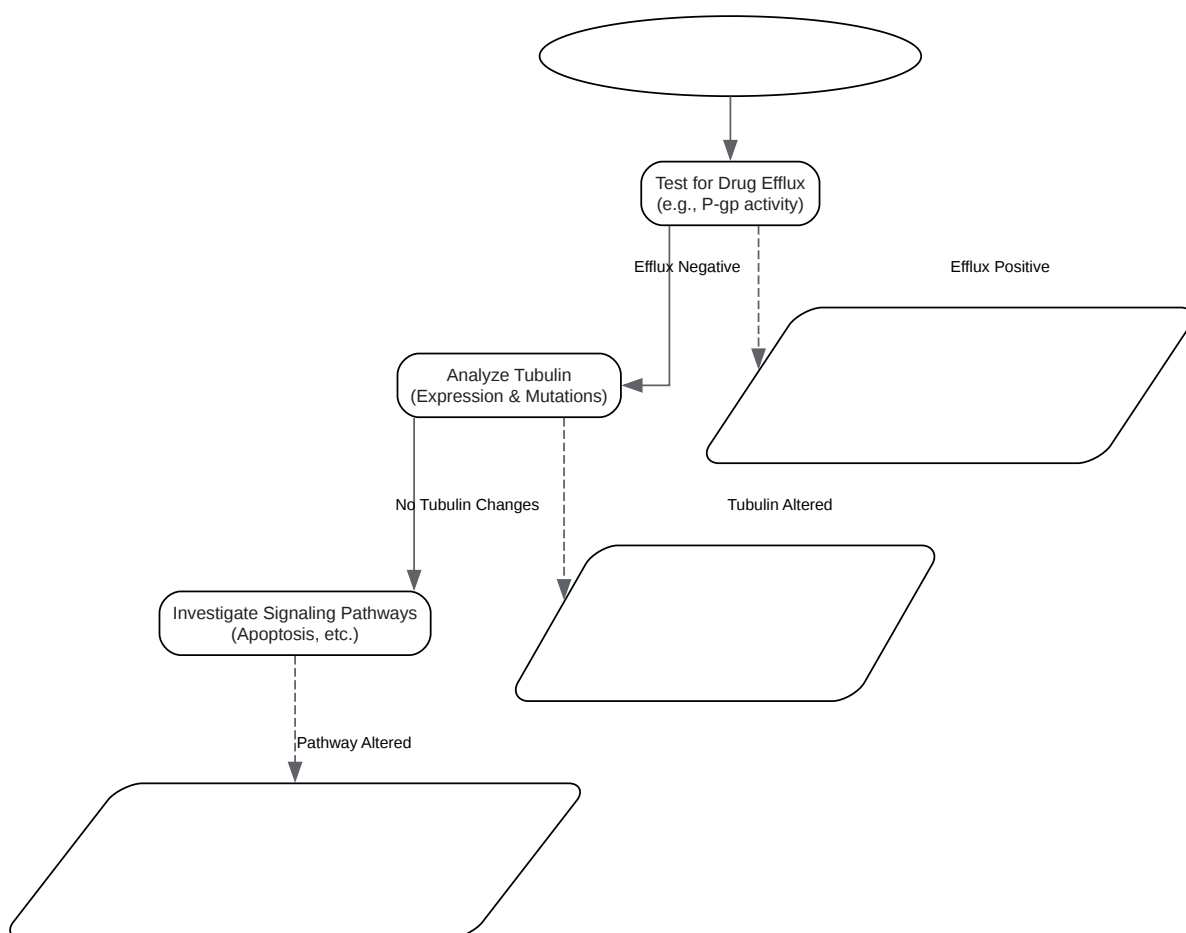 Test for Drug Efflux
(e.g., P-gp activity)
Efflux Negative
Efflux Positive
Analyze Tubulin
(Expression & Mutations)
No Tubulin Changes
Tubulin Altered
Investigate Signaling Pathways
(Apoptosis, etc.)
Pathway Altered